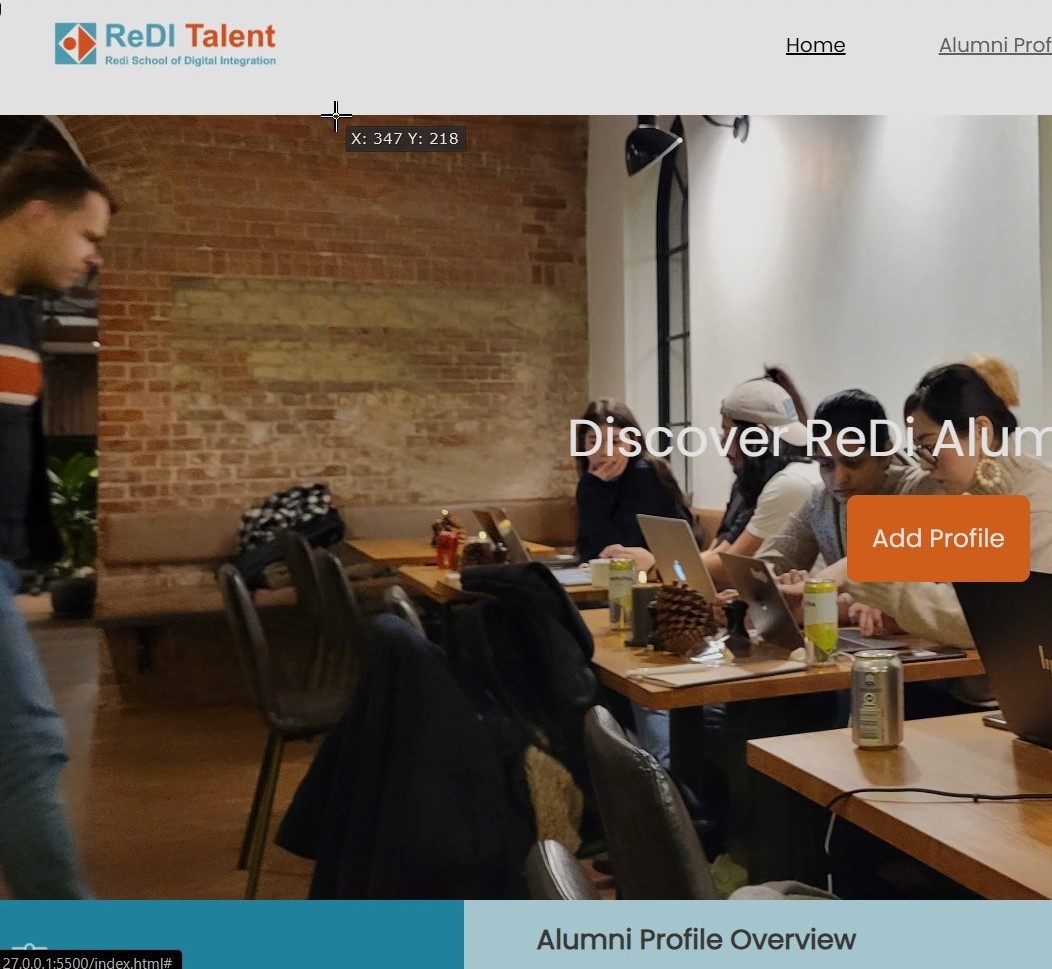 ReDI Talent
Redi School of Digital Integration
Home
Alumni Prof
X: 347 Y: 218
Discover ReDi Alum
Add Profile
Alumni Profile Overview
27.0.0.1:5500/index.html#